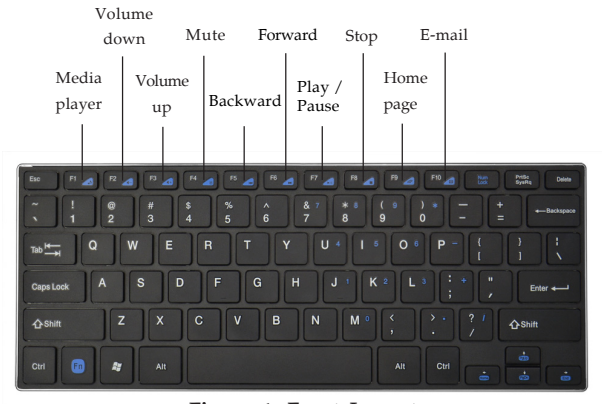 Volume
down
Mute
Forward
Stop
E-mail
Media
player
Volume
up
Backward
Play /
Pause
Home
page
Esc F1 F2 F3 F4 F5 F6 F7 F8 F9 F10 Num Lock PrtSc SysRq Delete
~ ! @ # $ % ^ & 7 * 8 ( 9 ) * — +
` 1 2 3 4 5 6 7 8 9 0 - = ←Backspace
Tab Q W E R T Y U 4 I 5 O 6 P - { [ } ] ¦ \
Caps Lock A S D F G H J 1 K 2 L 3 : ; + " ' Enter
Shift Z X C V B N M 0 < , > . . ? / / Shift
Ctrl Fn Alt Alt Ctrl